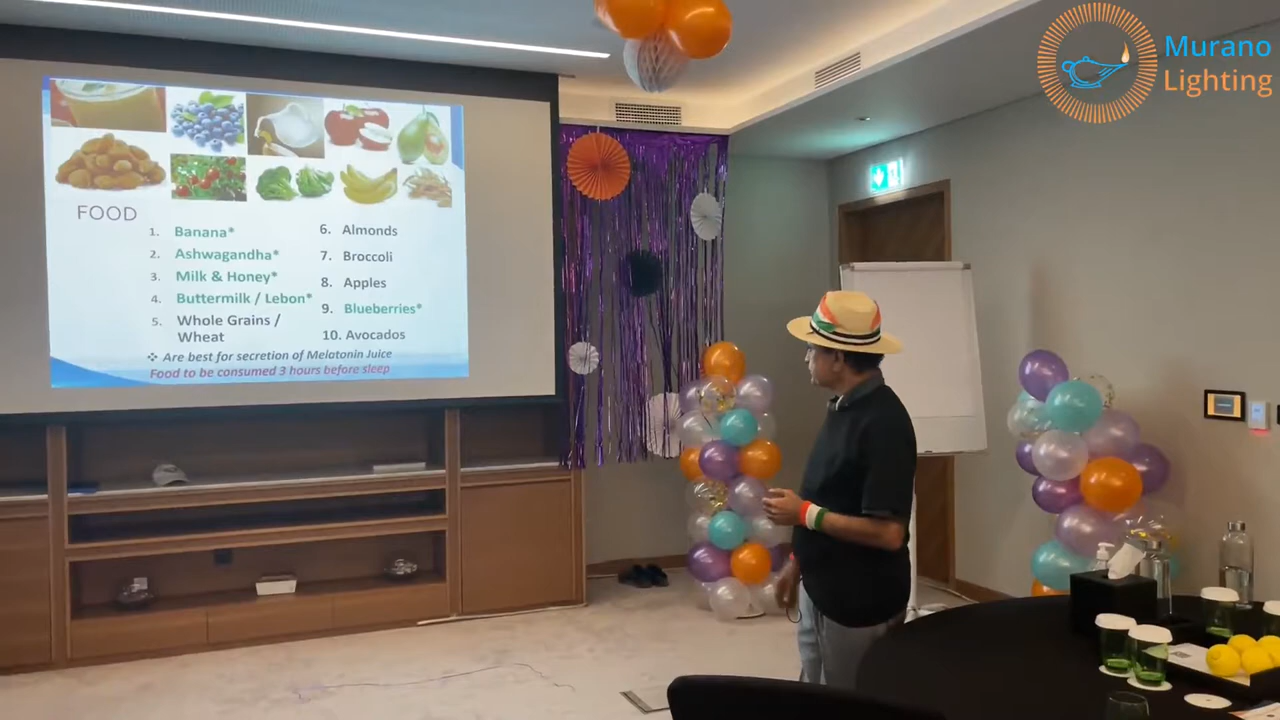 Murano
Lighting
FOOD
1. Banana*
2. Ashwagandha*
3. Milk & Honey*
4. Buttermilk / Lebon*
5. Whole Grains /
Wheat
6. Almonds
7. Broccoli
8. Apples
9. Blueberries*
10. Avocados
❖ Are best for secretion of Melatonin Juice
Food to be consumed 3 hours before sleep